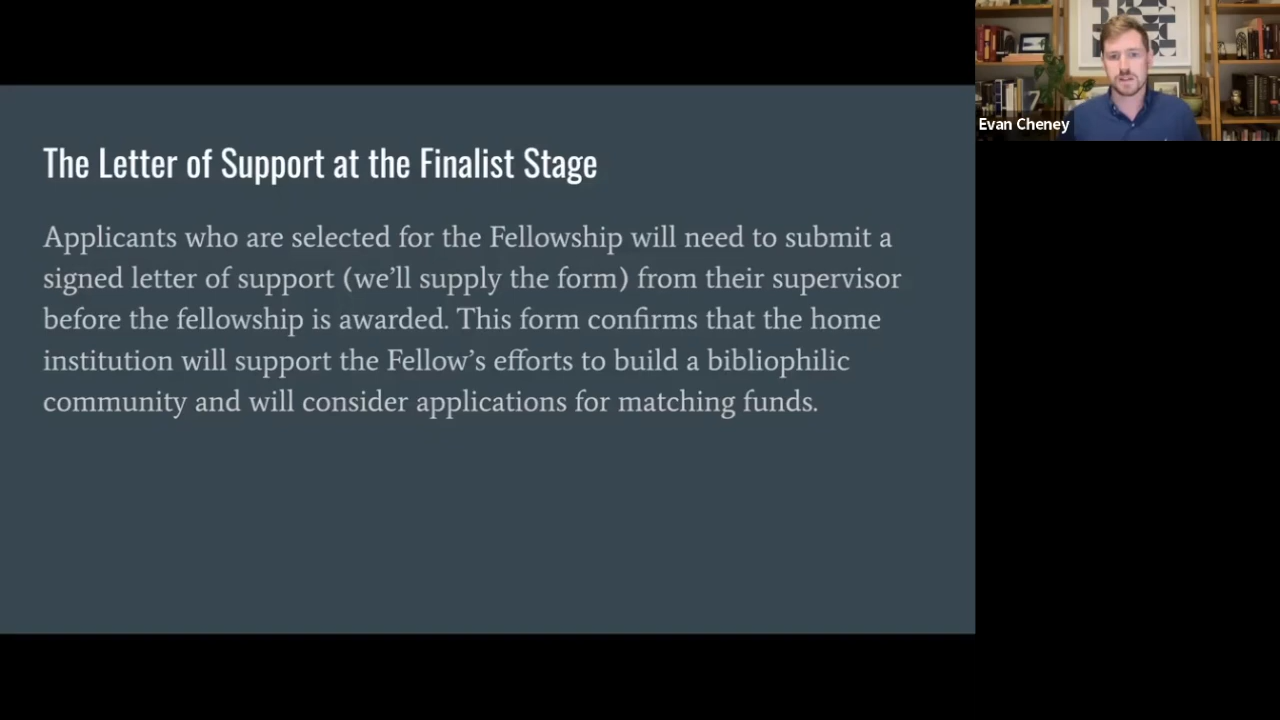 The Letter of Support at the Finalist Stage
Applicants who are selected for the Fellowship will need to submit a
signed letter of support (we’ll supply the form) from their supervisor
before the fellowship is awarded. This form confirms that the home
institution will support the Fellow’s efforts to build a bibliophilic
community and will consider applications for matching funds.
Evan Cheney